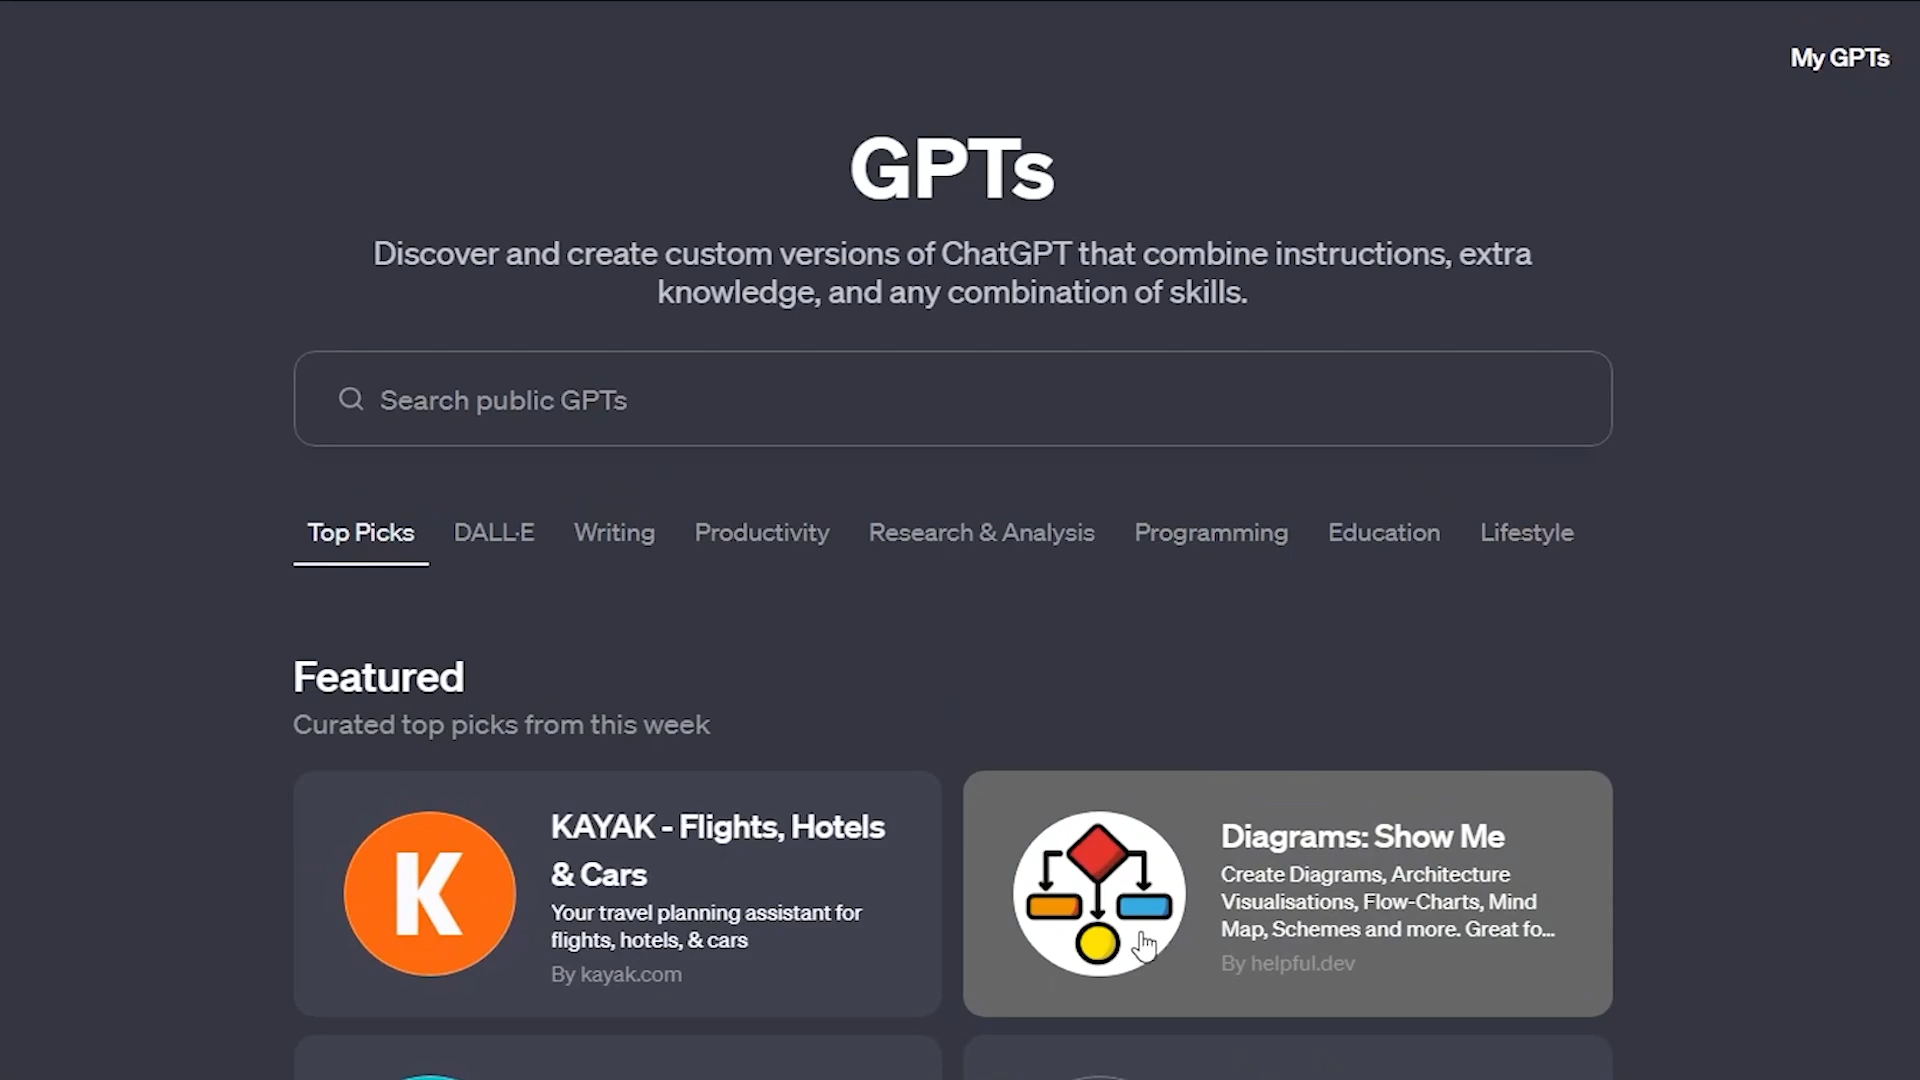 My GPTs
GPTs
Discover and create custom versions of ChatGPT that combine instructions, extra
knowledge, and any combination of skills.
Search public GPTs
Top Picks DALL·E Writing Productivity Research & Analysis Programming Education Lifestyle
Featured
Curated top picks from this week
K
KAYAK - Flights, Hotels
& Cars
Your travel planning assistant for
flights, hotels, & cars
By kayak.com
Diagrams: Show Me
Create Diagrams, Architecture
Visualisations, Flow-Charts, Mind
Map, Schemes and more. Great fo...
By helpful.dev